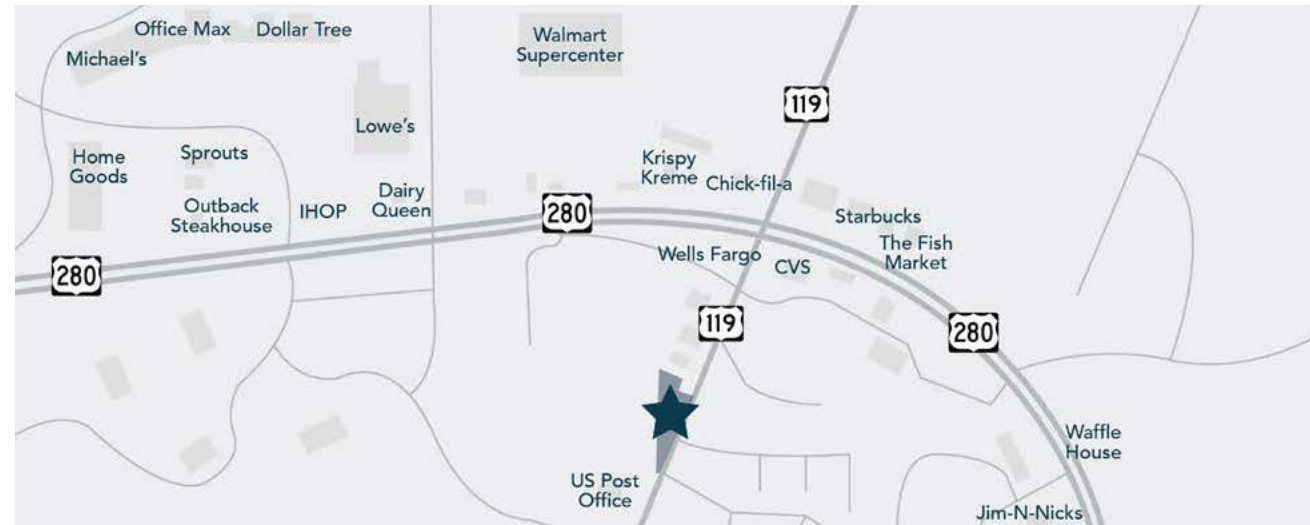 Office Max
Dollar Tree
Michael's
Walmart
Supercenter
119
Lowe's
Home
Goods
Sprouts
Krispy
Kreme
Chick-fil-a
Outback
Steakhouse
IHOP
Dairy
Queen
280
Starbucks
The Fish
Market
Wells Fargo
CVS
280
119
280
Waffle
House
US Post
Office
Jim-N-Nicks